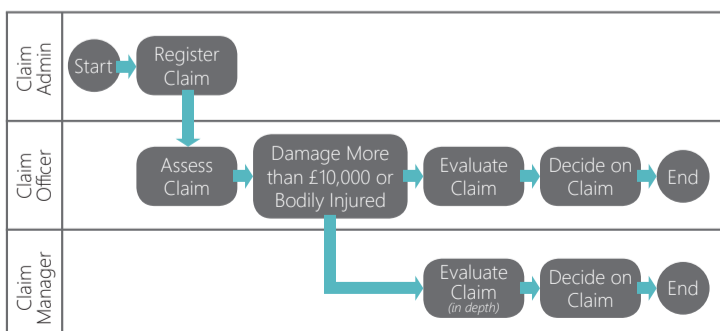 Claim
Admin
Start
Register
Claim
Claim
Officer
Assess
Claim
Damage More
than £10,000 or
Bodily Injured
Evaluate
Claim
Decide on
Claim
End
Claim
Manager
Evaluate
Claim
(in depth)
Decide on
Claim
End